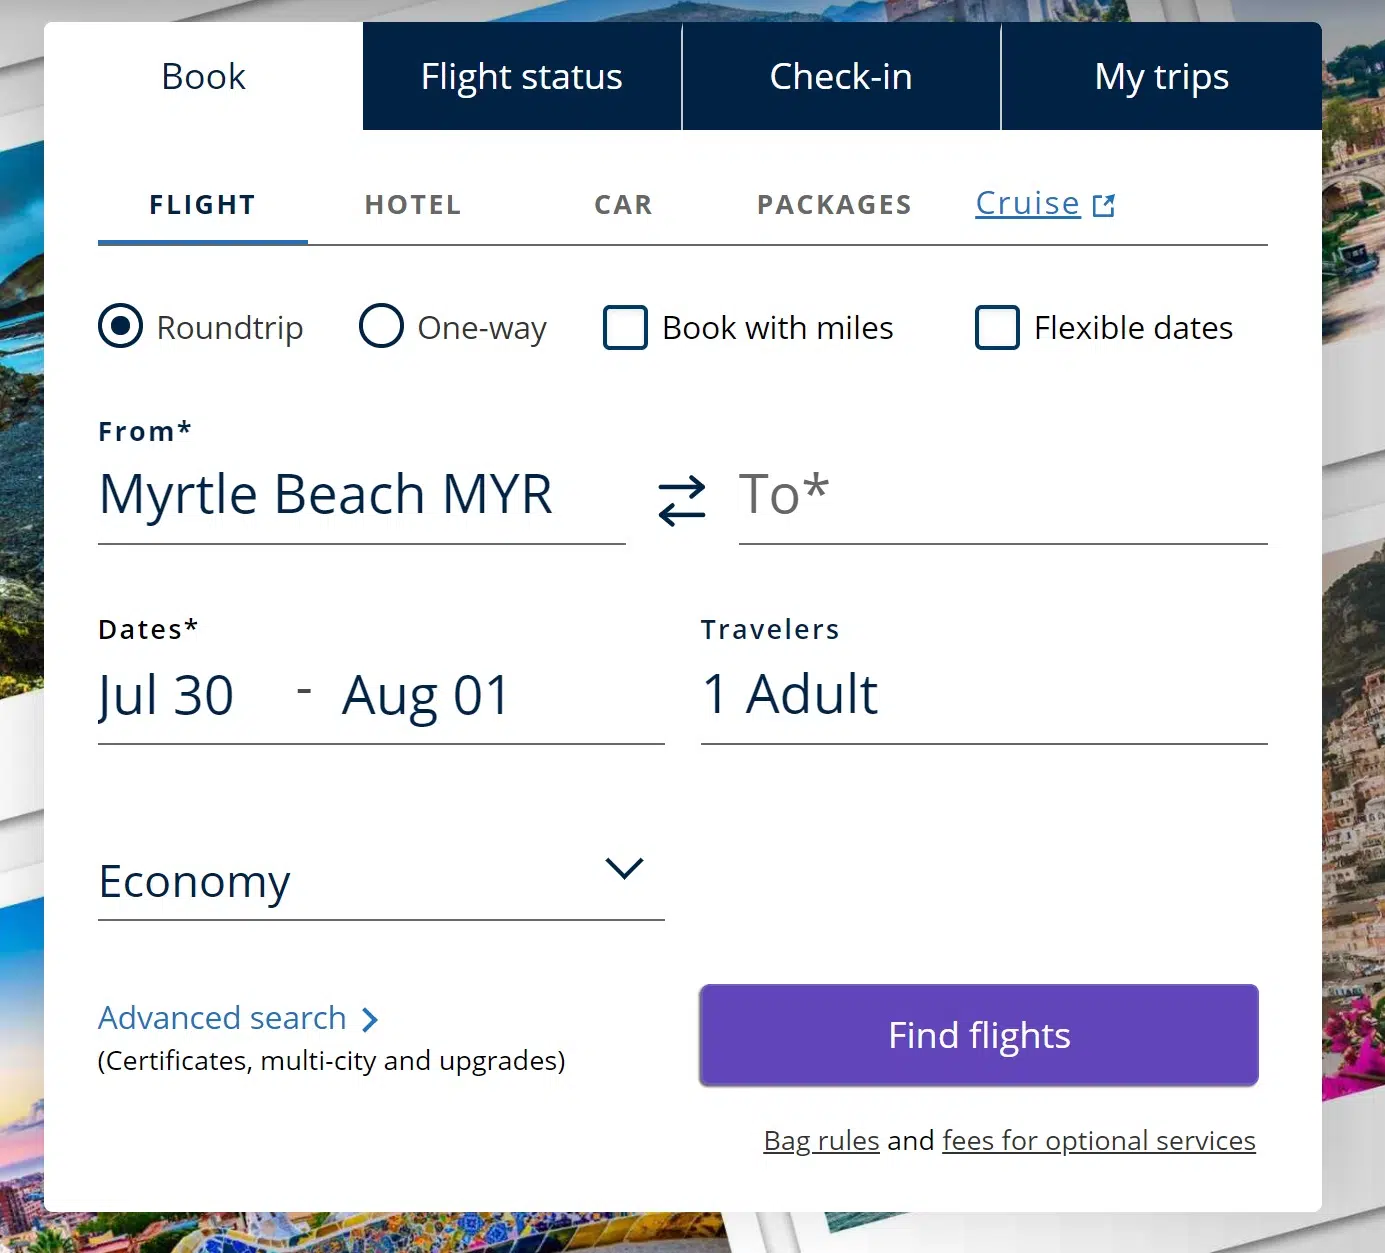 Book Flight status Check-in My trips
FLIGHT HOTEL CAR PACKAGES Cruise
Roundtrip One-way Book with miles Flexible dates
From*
Myrtle Beach MYR To*
Dates* Travelers
Jul 30 - Aug 01 1 Adult
Economy
Advanced search
(Certificates, multi-city and upgrades)
Find flights
Bag rules and fees for optional services